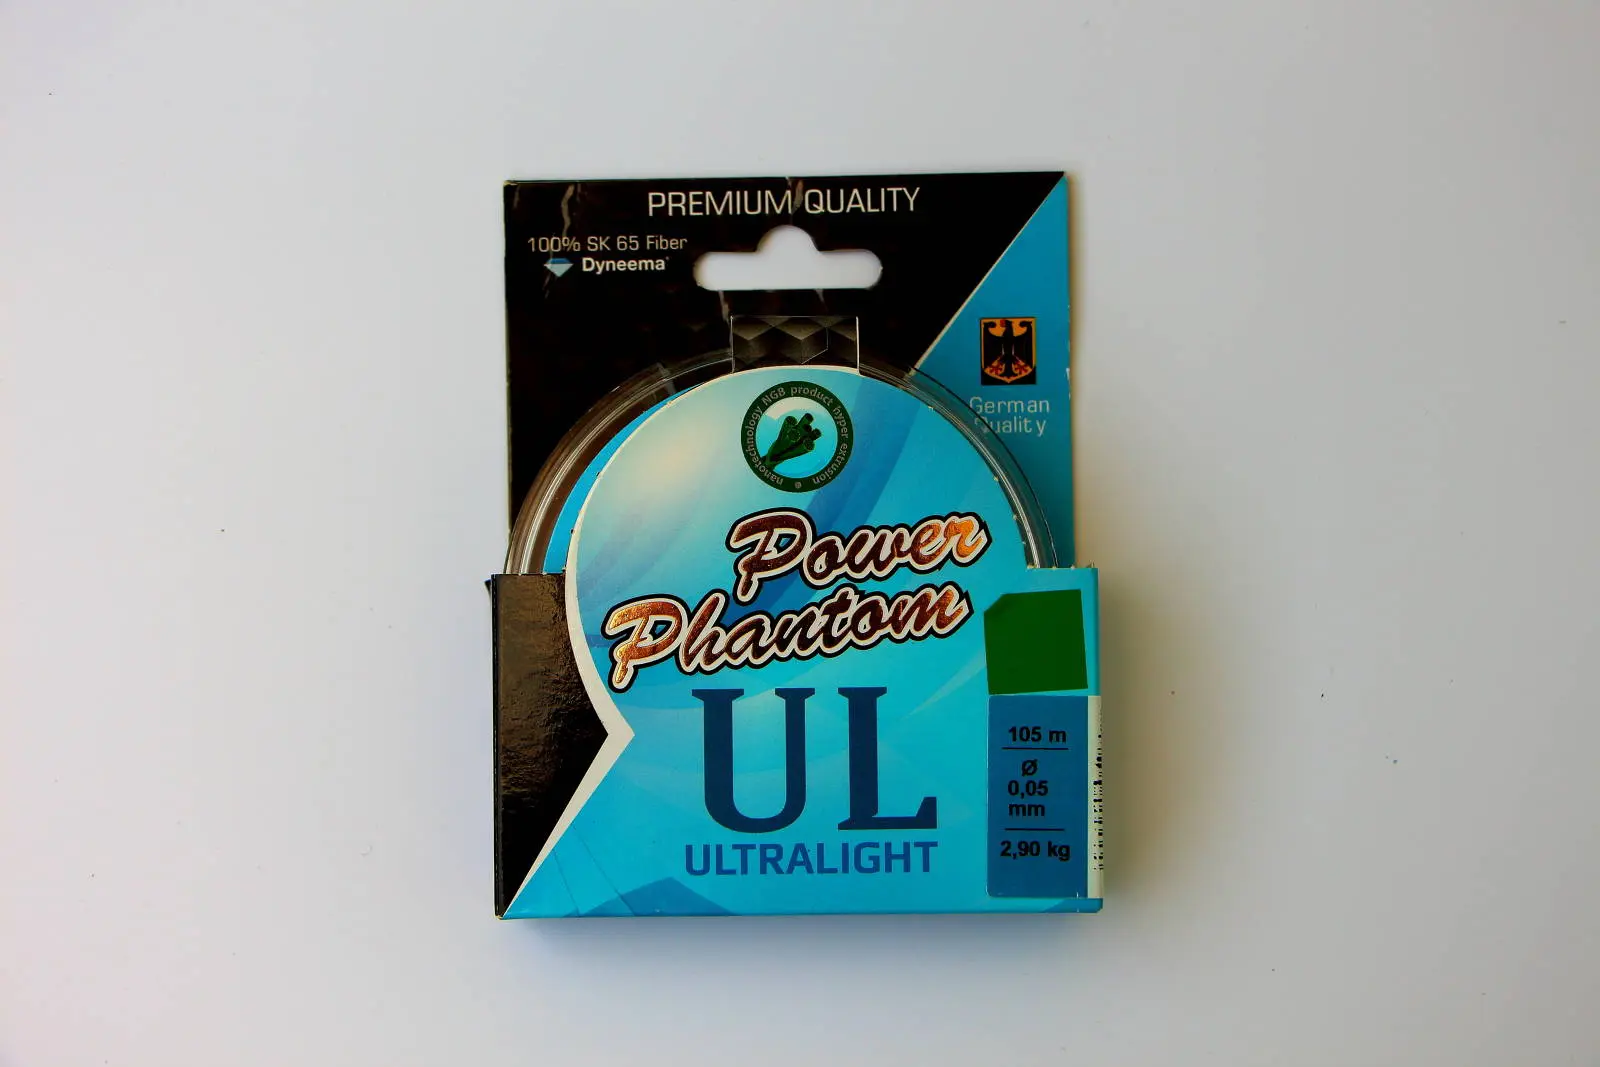 PREMIUM QUALITY
100% SK 65 Fiber
Dyneema
German
Quality
nanotechnology NGB product hyper extrusion
Power
Phantom
UL
ULTRALIGHT
105 m
Ø
0,05
mm
2,90 kg